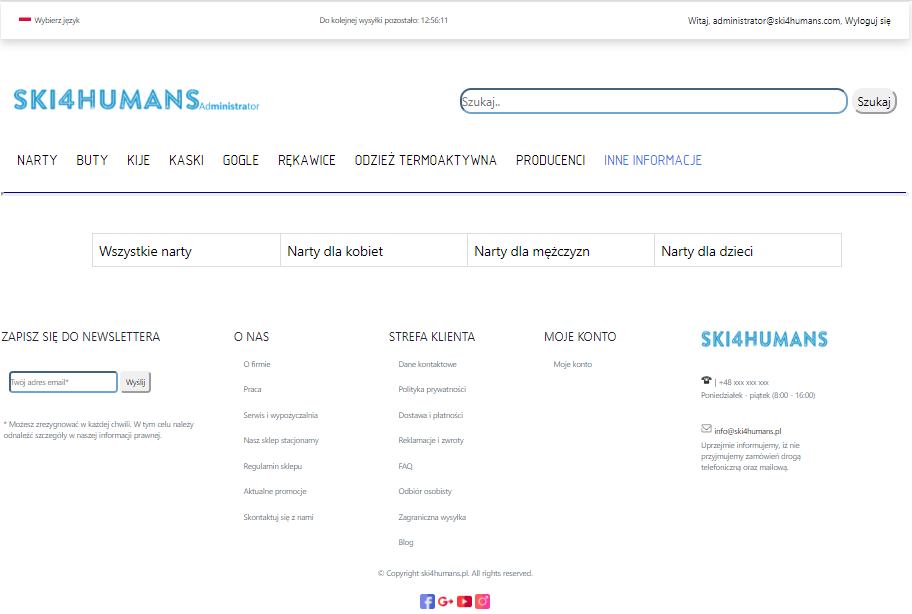 Wybierz język
Do kolejnej wysyłki pozostało: 12:56:11
Witaj, administrator@ski4humans.com, Wyloguj się
SKI4HUMANS Administrator
Szukaj..
Szukaj
NARTY BUTY KIJE KASKI GOGLE RĘKAWICE ODZIEŻ TERMOAKTYWNA PRODUCENCI INNE INFORMACJE
Wszystkie narty
Narty dla kobiet
Narty dla mężczyzn
Narty dla dzieci
ZAPISZ SIĘ DO NEWSLETTERA
Twój adres email*
Wyślij
* Możesz zrezygnować w każdej chwili. W tym celu należy
odnaleźć szczegóły w naszej informacji prawnej.
O NAS
O firmie
Praca
Serwis i wypożyczalnia
Nasz sklep stacjonarny
Regulamin sklepu
Aktualne promocje
Skontaktuj się z nami
STREFA KLIENTA
Dane kontaktowe
Polityka prywatności
Dostawa i płatności
Reklamacje i zwroty
FAQ
Odbiór osobisty
Zagraniczna wysyłka
Blog
MOJE KONTO
Moje konto
SKI4HUMANS
| +48 xxx xxx xxx
Poniedziałek - piątek (8:00 - 16:00)
info@ski4humans.pl
Uprzejmie informujemy, iż nie
przyjmujemy zamówień drogą
telefoniczną oraz mailową.
© Copyright ski4humans.pl. All rights reserved.